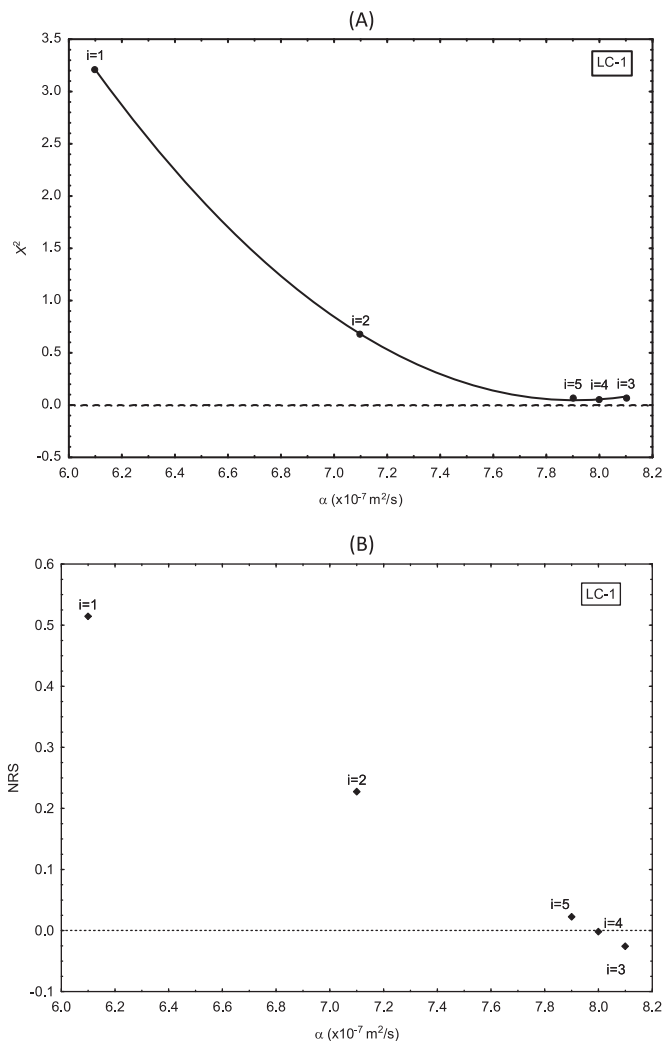 (A)
3.5
3.0
2.5
2.0
1.5
1.0
0.5
0.0
-0.5
χ²
i=1
LC-1
i=2
i=5
i=4
i=3
6.0 6.2 6.4 6.6 6.8 7.0 7.2 7.4 7.6 7.8 8.0 8.2
α (x10⁻⁷ m²/s)
(B)
0.6
0.5
0.4
0.3
0.2
0.1
0.0
-0.1
NRS
i=1
LC-1
i=2
i=5
i=4
i=3
6.0 6.2 6.4 6.6 6.8 7.0 7.2 7.4 7.6 7.8 8.0 8.2
α (x10⁻⁷ m²/s)